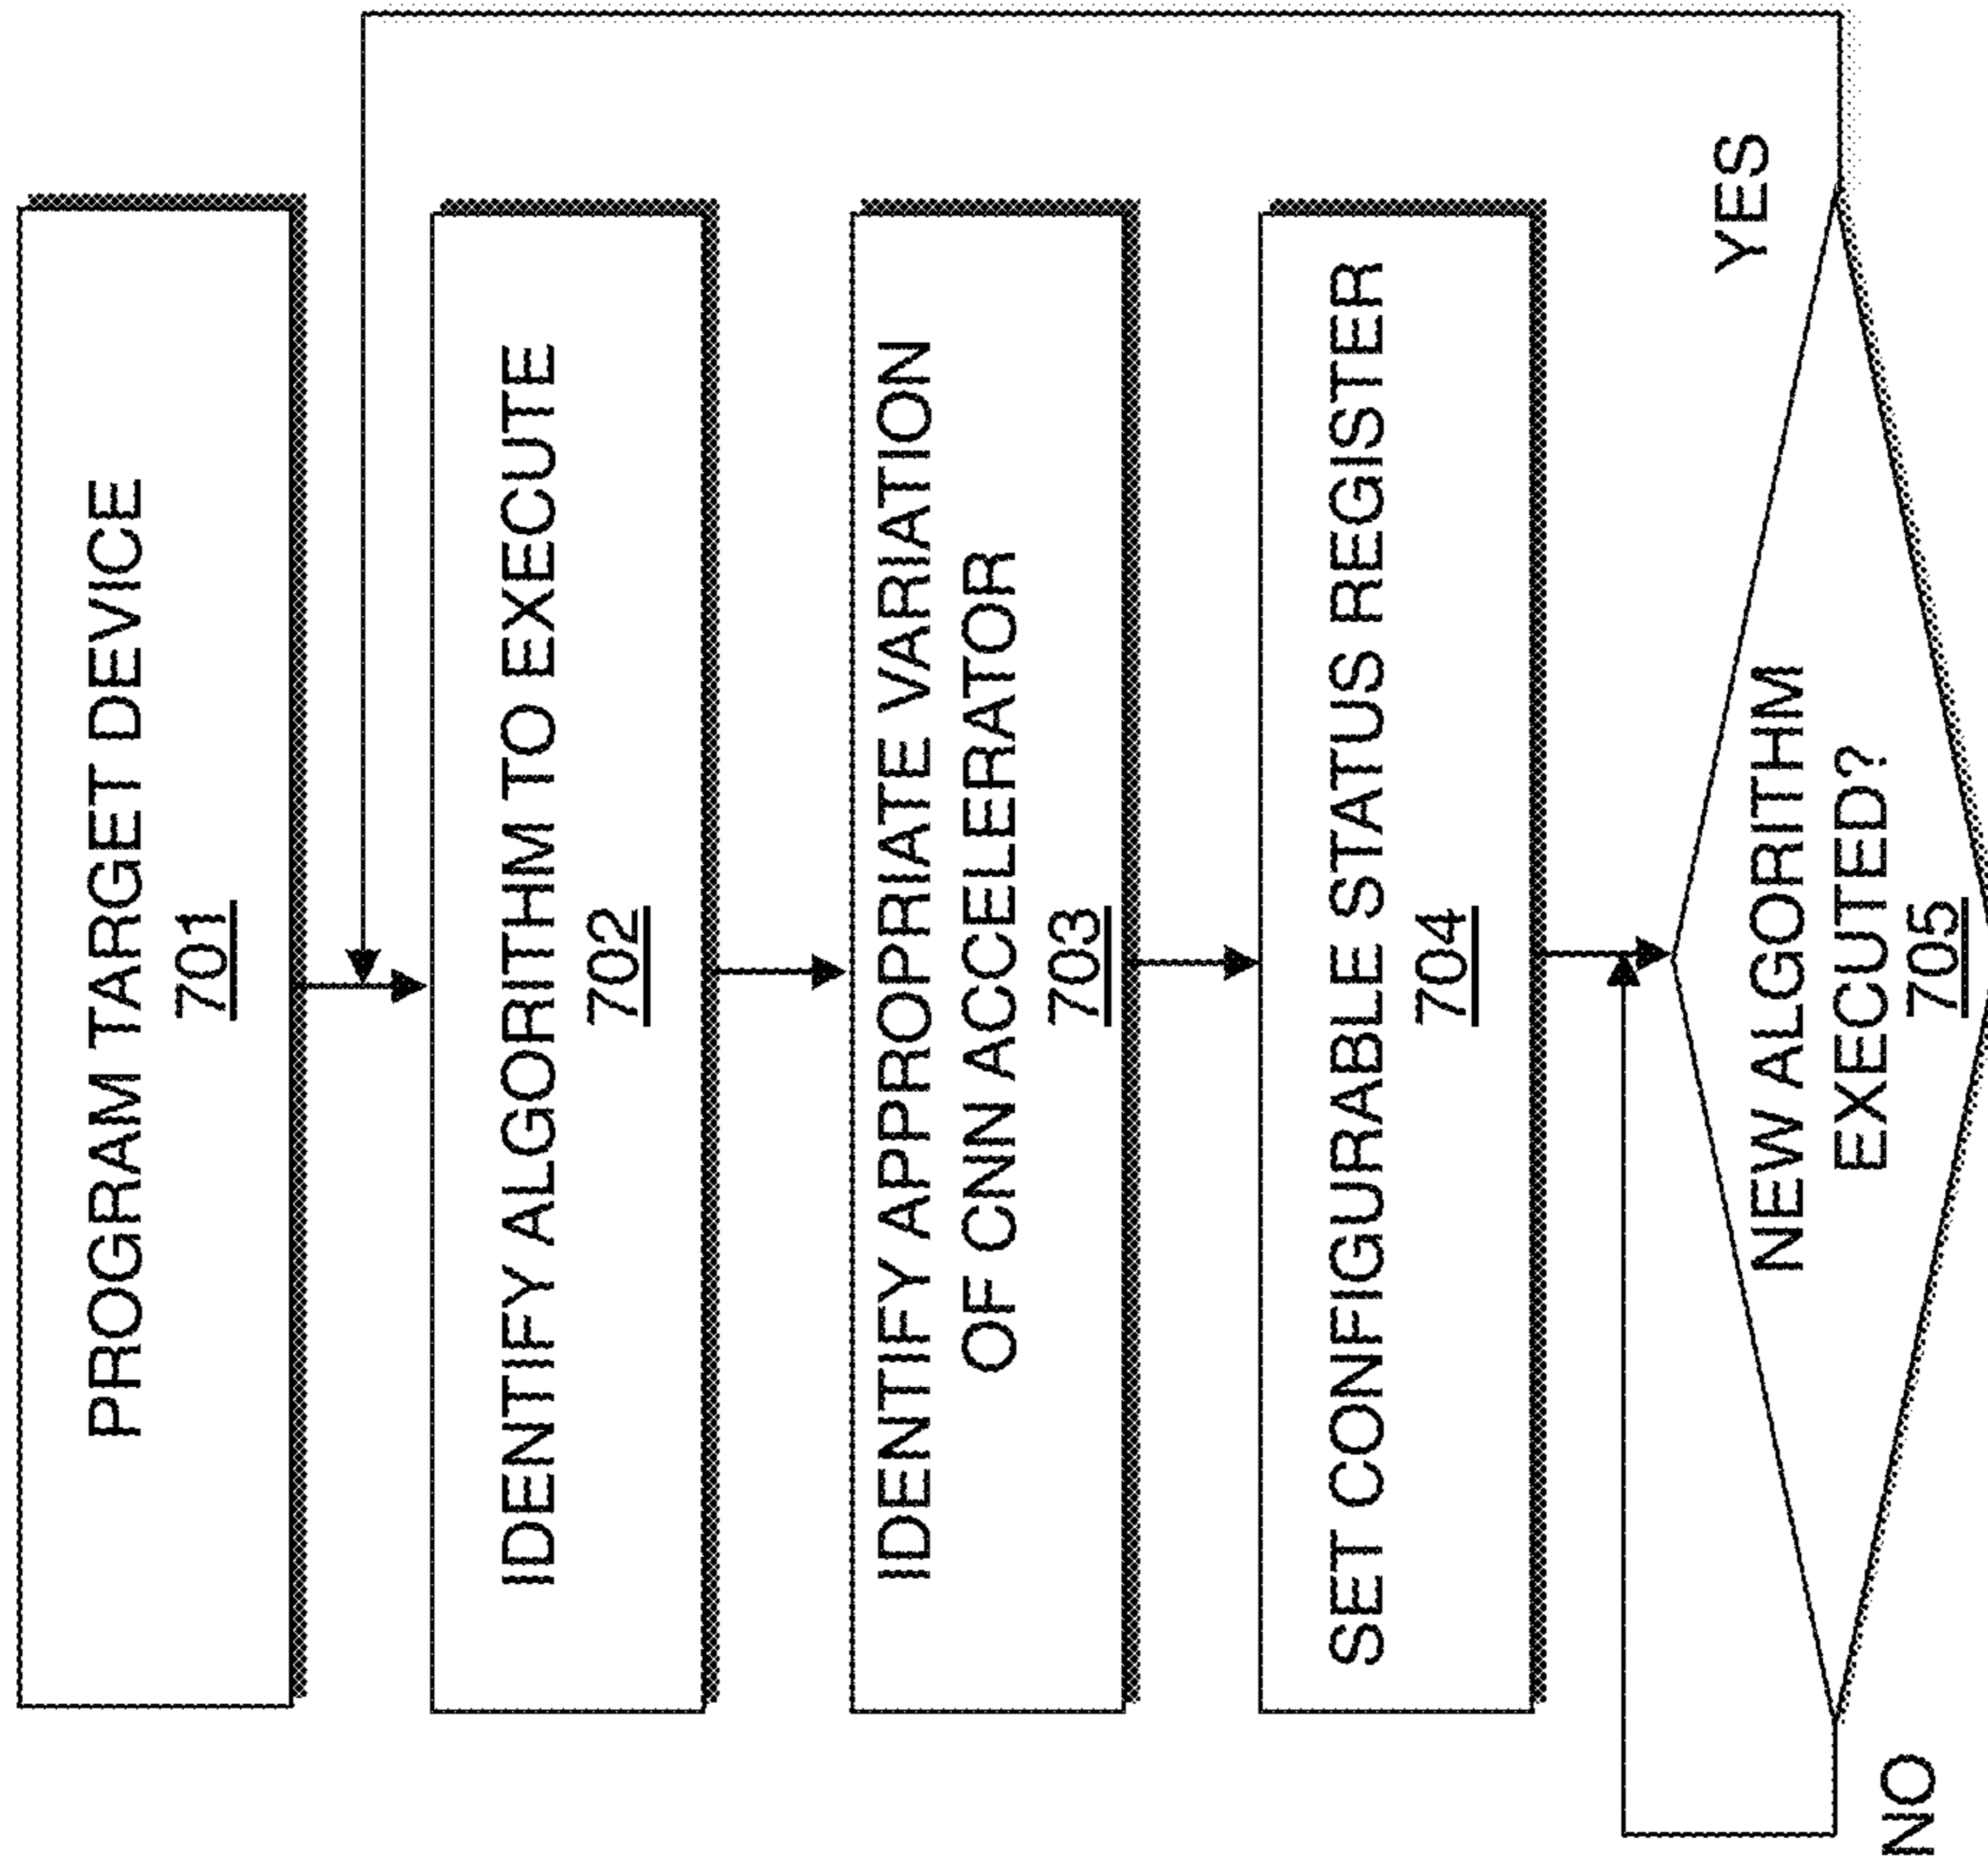 PROGRAM TARGET DEVICE
701
IDENTIFY ALGORITHM TO EXECUTE
702
IDENTIFY APPROPRIATE VARIATION
OF CNN ACCELERATOR
703
SET CONFIGURABLE STATUS REGISTER
704
NEW ALGORITHM
EXECUTED?
705
YES
NO